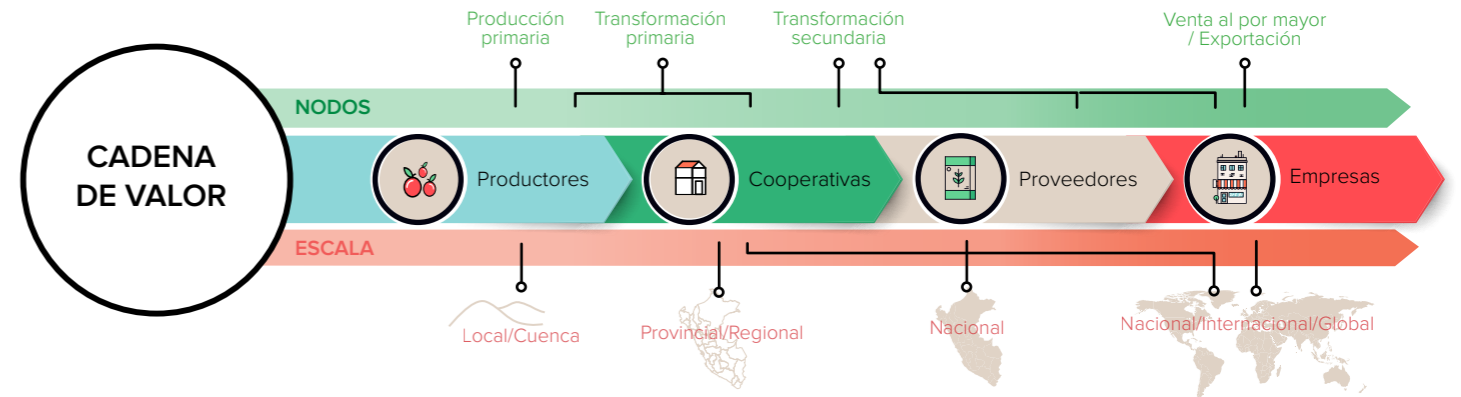 Producción
primaria
Transformación
primaria
Transformación
secundaria
Venta al por mayor
/ Exportación
NODOS
CADENA
DE VALOR
Productores
Cooperativas
Proveedores
Empresas
ESCALA
Local/Cuenca
Provincial/Regional
Nacional
Nacional/Internacional/Global